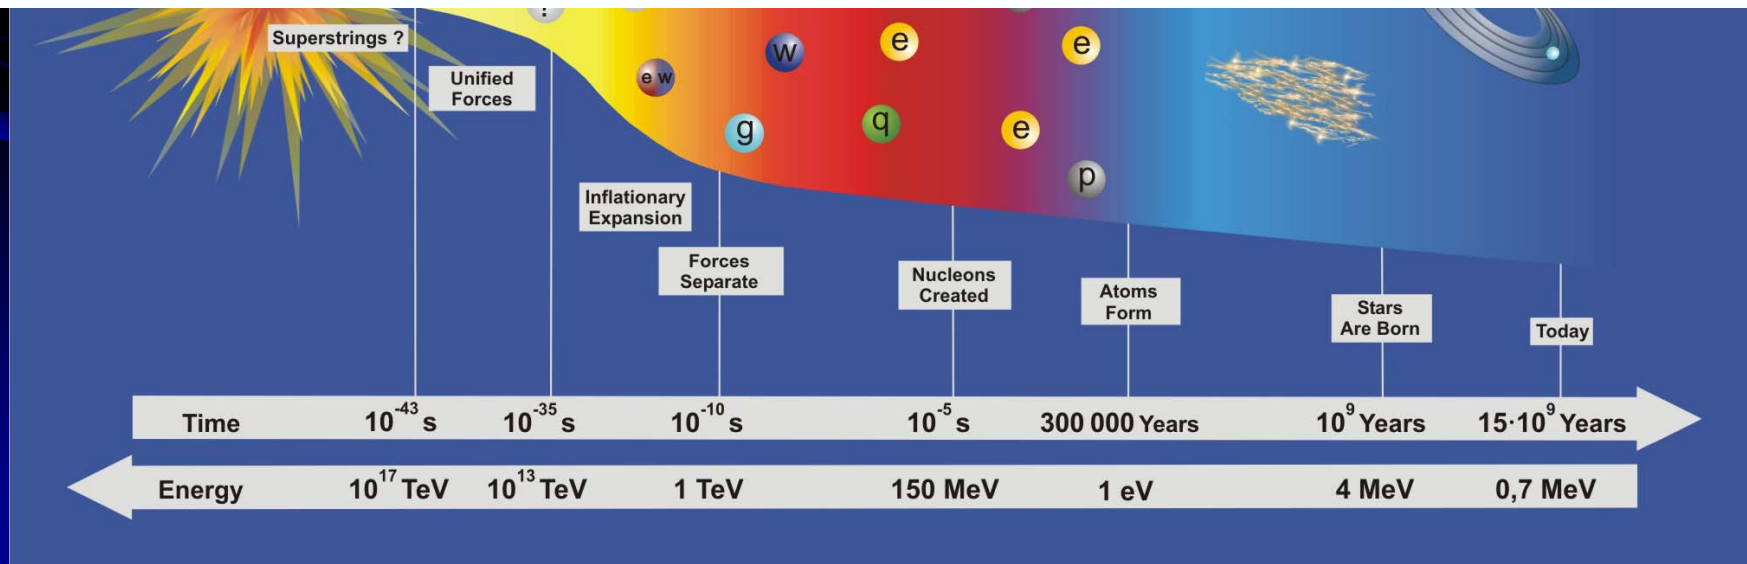 Superstrings ?
Unified
Forces
Inflationary
Expansion
Forces
Separate
Nucleons
Created
Atoms
Form
Stars
Are Born
Today
?
e w
w
g
e
q
e
e
p
Time 10⁻⁴³ s 10⁻³⁵ s 10⁻¹⁰ s 10⁻⁵ s 300 000 Years 10⁹ Years 15·10⁹ Years
Energy 10¹⁷ TeV 10¹³ TeV 1 TeV 150 MeV 1 eV 4 MeV 0,7 MeV